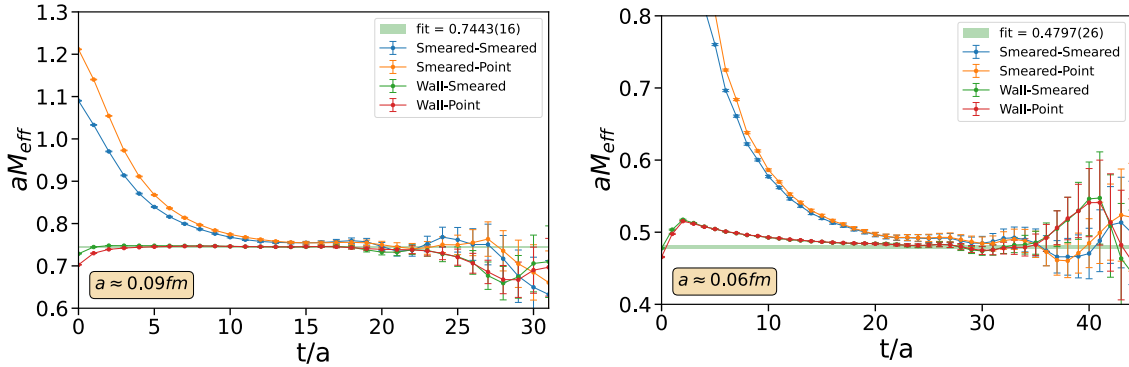 fit = 0.7443(16)
Smeared-Smeared
Smeared-Point
Wall-Smeared
Wall-Point
1.3
1.2
1.1
1.0
0.9
0.8
0.7
0.6
aM_eff
a ≈ 0.09fm
0 5 10 15 20 25 30
t/a
fit = 0.4797(26)
Smeared-Smeared
Smeared-Point
Wall-Smeared
Wall-Point
0.8
0.7
0.6
0.5
0.4
aM_eff
a ≈ 0.06fm
0 10 20 30 40
t/a